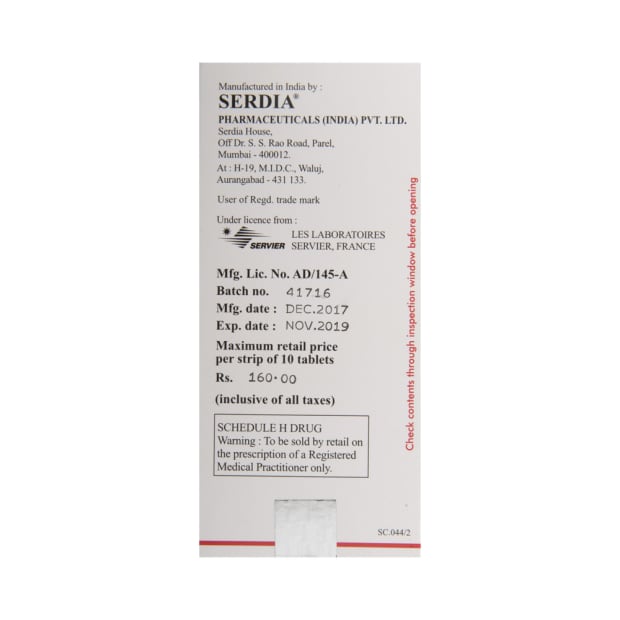 Manufactured in India by :
SERDIA®
PHARMACEUTICALS (INDIA) PVT. LTD.
Serdia House,
Off Dr. S. S. Rao Road, Parel,
Mumbai - 400012.
At : H-19, M.I.D.C., Waluj,
Aurangabad - 431 133.
User of Regd. trade mark
Under licence from :
SERVIER
LES LABORATOIRES
SERVIER, FRANCE
Mfg. Lic. No. AD/145-A
Batch no. 41716
Mfg. date : DEC.2017
Exp. date : NOV.2019
Maximum retail price
per strip of 10 tablets
Rs. 160.00
(inclusive of all taxes)
SCHEDULE H DRUG
Warning : To be sold by retail on
the prescription of a Registered
Medical Practitioner only.
SC.044/2
Check contents through inspection window before opening